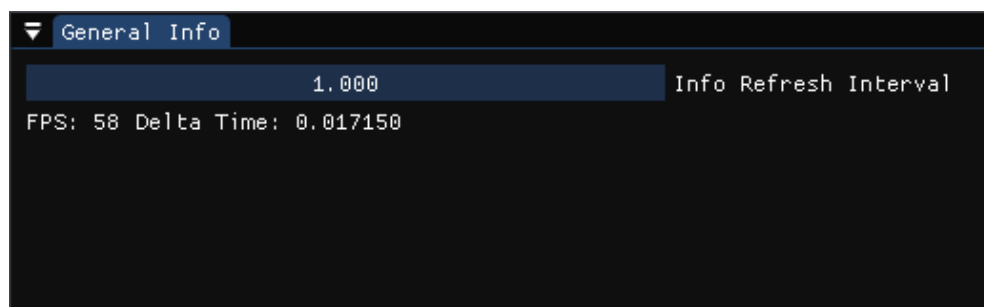 General Info
1.000 Info Refresh Interval
FPS: 58 Delta Time: 0.017150